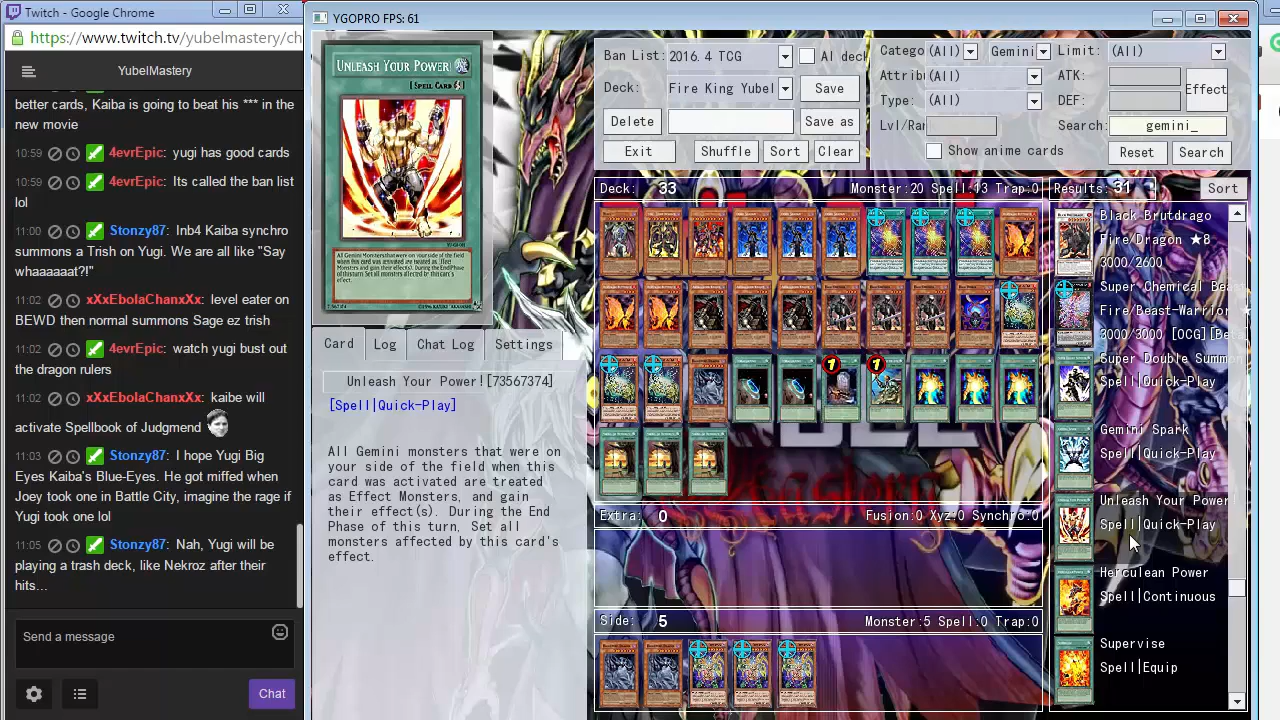 Twitch - Google Chrome
https://www.twitch.tv/yubelmastery/ch
YubelMastery
better cards, Kaiba is going to beat his *** in the
new movie
10:59 4evrEpic: yugi has good cards
10:59 4evrEpic: Its called the ban list
lol
11:00 Stonzy87: Inb4 Kaiba synchro
summons a Trish on Yugi. We are all like "Say
whaaaaaat?!"
11:02 xXxEbolaChanxXx: level eater on
BEWD then normal summons Sage ez trish
11:02 4evrEpic: watch yugi bust out
the dragon rulers
11:02 xXxEbolaChanxXx: kaibe will
activate Spellbook of Judgmend
11:03 Stonzy87: I hope Yugi Big
Eyes Kaiba's Blue-Eyes. He got miffed when
Joey took one in Battle City, imagine the rage if
Yugi took one lol
11:05 Stonzy87: Nah, Yugi will be
playing a trash deck, like Nekroz after their
hits...
Send a message
Chat
YGOPRO FPS: 61
UNLEASH YOUR POWER!
[SPELL CARD]
Card Log Chat Log Settings
Unleash Your Power![73567374]
[Spell|Quick-Play]
All Gemini monsters that were on
your side of the field when this
card was activated are treated
as Effect Monsters, and gain
their effect(s). During the End
Phase of this turn, Set all
monsters affected by this card's
effect.
Ban List: 2016.4 TCG AI deck
Deck: Fire King Yubel Save
Delete Save as
Exit Shuffle Sort Clear
Catego (All) Gemini Limit: (All)
Attrib (All) ATK:
Type: (All) DEF: Effect
Lvl/Ran Search: gemini_
Show anime cards Reset Search
Deck: 33 Monster:20 Spell:13 Trap:0
Results: 31 Sort
1 1
Extra: 0 Fusion:0 Xyz:0 Synchro:0
Side: 5 Monster:5 Spell:0 Trap:0
Black Brutdrago
Fire/Dragon ★8
3000/2600
Super Chemical Beas
Fire/Beast-Warrior ★
3000/3000 [OCG][Be
Super Double Summon
Spell|Quick-Play
Gemini Spark
Spell|Quick-Play
Unleash Your Power
Spell|Quick-Play
Herculean Power
Spell|Continuous
Supervise
Spell|Equip